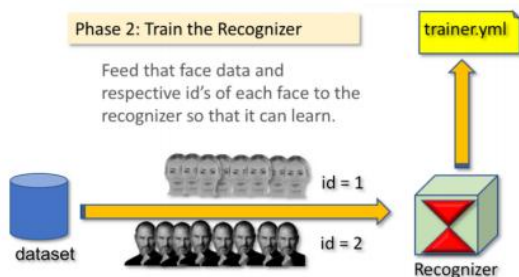 Phase 2: Train the Recognizer
trainer.yml
Feed that face data and
respective id's of each face to the
recognizer so that it can learn.
id = 1
id = 2
dataset
Recognizer